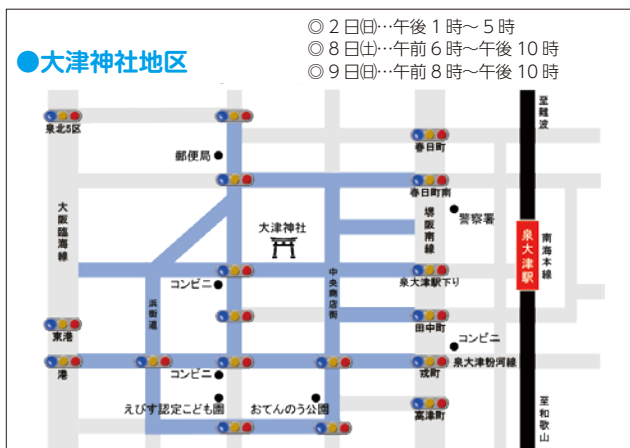 ◎2日㈰…午後1時～5時
●大津神社地区
◎8日㈯…午前6時～午後10時
◎9日㈰…午前8時～午後10時
至難波
泉北5区
春日町
郵便局
春日町南
大阪臨海線
堺阪南線
警察署
大津神社
泉大津駅
南海本線
中央商店街
コンビニ
泉大津駅下り
浜街道
東港
田中町
コンビニ
港
戎町
泉大津粉河線
コンビニ
えびす認定こども園
おてんのう公園
高津町
至和歌山